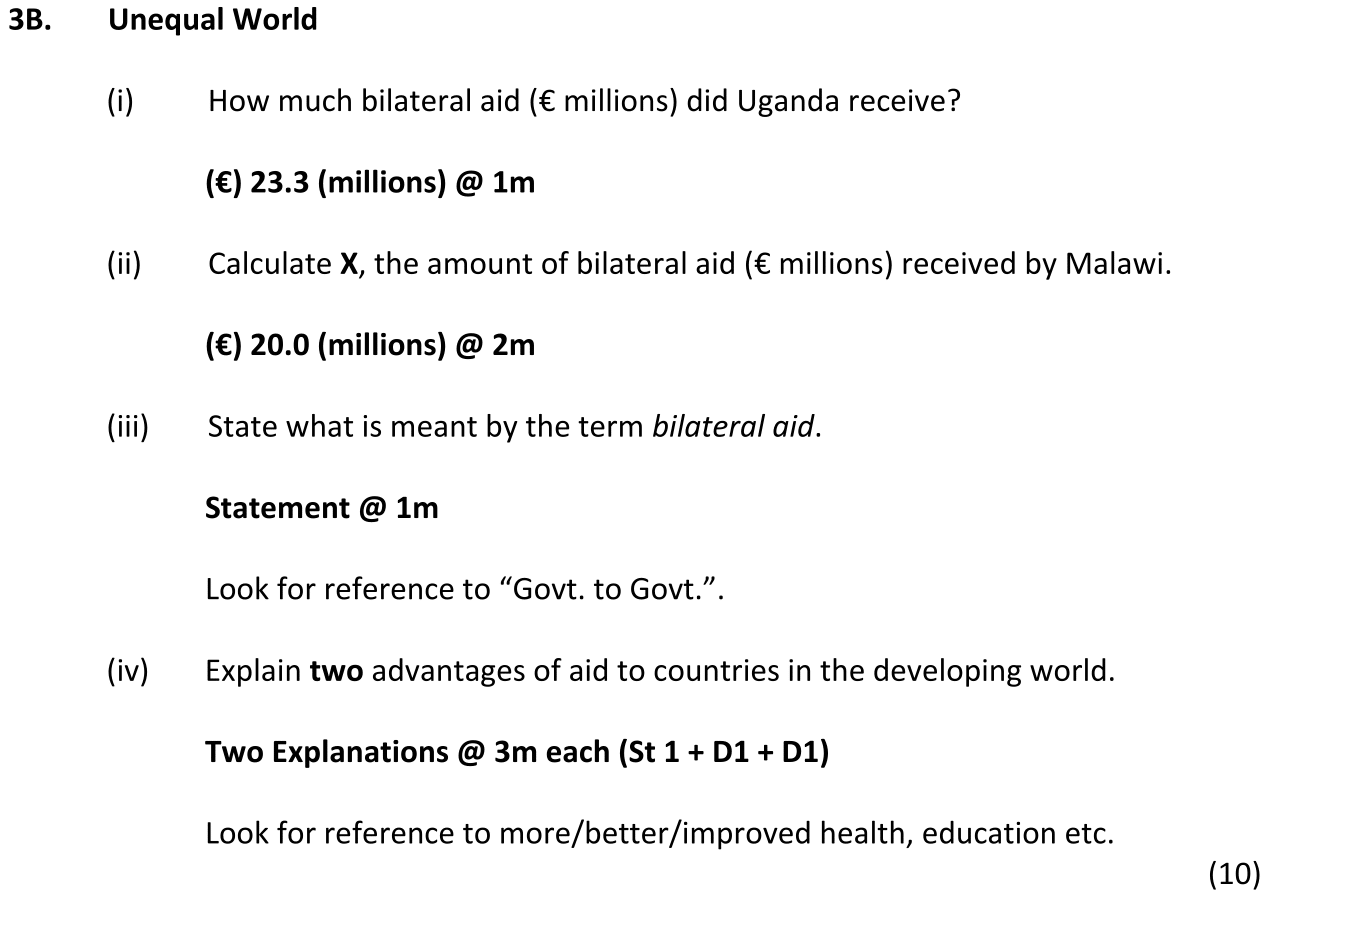 3B. Unequal World
(i) How much bilateral aid (€ millions) did Uganda receive?
(€) 23.3 (millions) @ 1m
(ii) Calculate X, the amount of bilateral aid (€ millions) received by Malawi.
(€) 20.0 (millions) @ 2m
(iii) State what is meant by the term bilateral aid.
Statement @ 1m
Look for reference to “Govt. to Govt.”.
(iv) Explain two advantages of aid to countries in the developing world.
Two Explanations @ 3m each (St 1 + D1 + D1)
Look for reference to more/better/improved health, education etc.
(10)